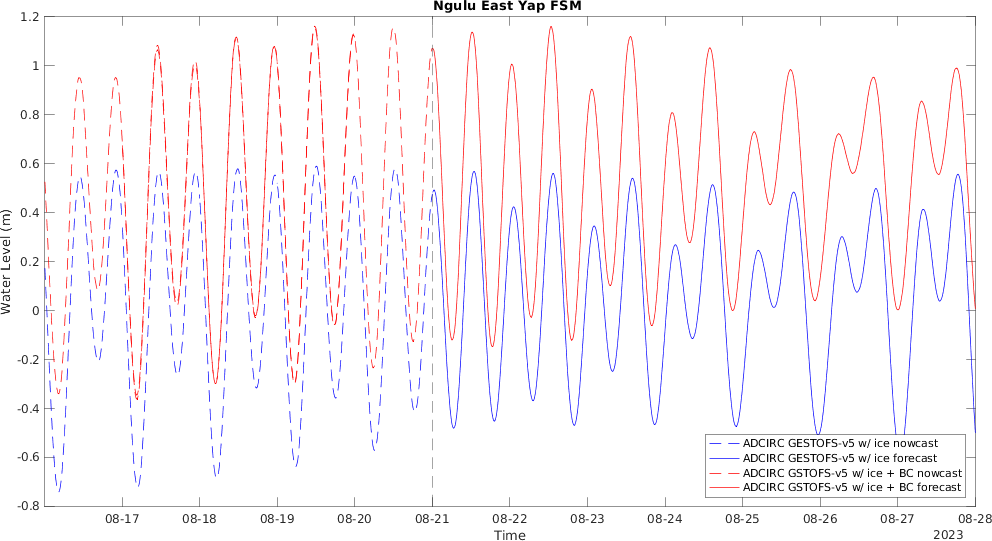 Ngulu East Yap FSM
1.2
1
0.8
0.6
0.4
0.2
0
-0.2
-0.4
-0.6
-0.8
Water Level (m)
ADCIRC GESTOFS-v5 w/ ice nowcast
ADCIRC GESTOFS-v5 w/ ice forecast
ADCIRC GSTOFS-v5 w/ ice + BC nowcast
ADCIRC GSTOFS-v5 w/ ice + BC forecast
08-17 08-18 08-19 08-20 08-21 08-22 08-23 08-24 08-25 08-26 08-27 08-28
Time
2023